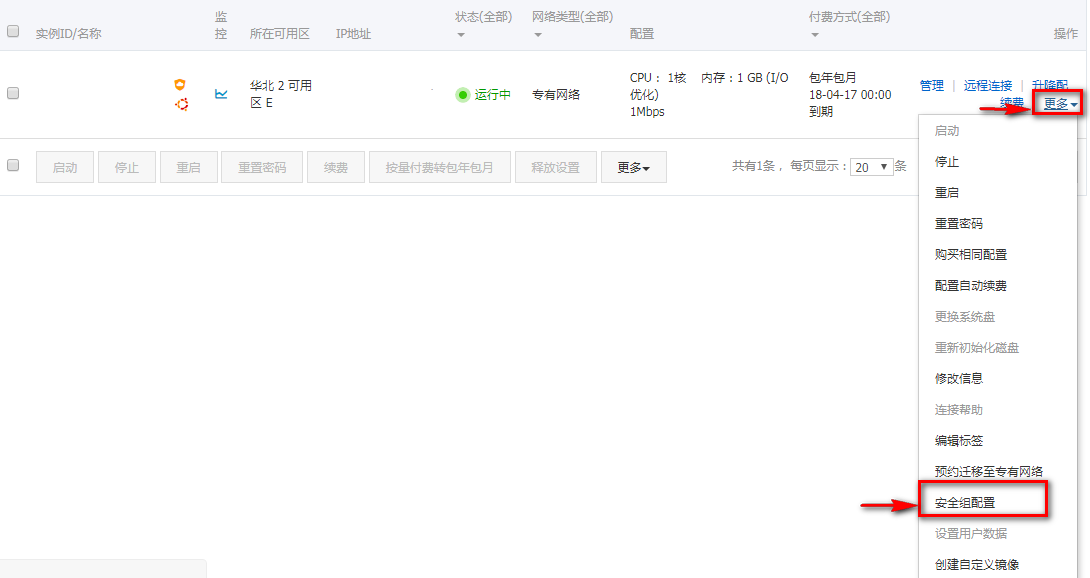 实例ID/名称 监控 所在可用区 IP地址 状态(全部) 网络类型(全部) 配置 付费方式(全部) 操作
华北 2 可用区 E
运行中
专有网络
CPU： 1核 内存：1 GB (I/O
优化)
1Mbps
包年包月
18-04-17 00:00
到期
管理 | 远程连接 | 升降配
续费 更多
启动 停止 重启 重置密码 续费 按量付费转包年包月 释放设置 更多 共有1条， 每页显示：20 条
启动
停止
重启
重置密码
购买相同配置
配置自动续费
更换系统盘
重新初始化磁盘
修改信息
连接帮助
编辑标签
预约迁移至专有网络
安全组配置
设置用户数据
创建自定义镜像